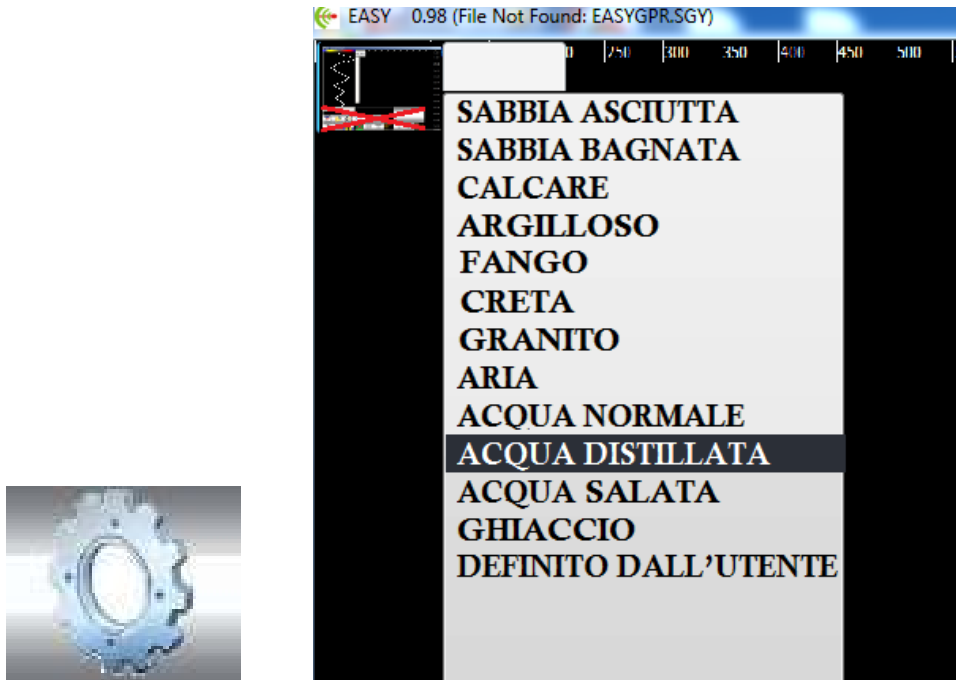 EASY 0.98 (File Not Found: EASYGPR.SGY)
250 300 350 400 450 500
SABBIA ASCIUTTA
SABBIA BAGNATA
CALCARE
ARGILLOSO
FANGO
CRETA
GRANITO
ARIA
ACQUA NORMALE
ACQUA DISTILLATA
ACQUA SALATA
GHIACCIO
DEFINITO DALL'UTENTE